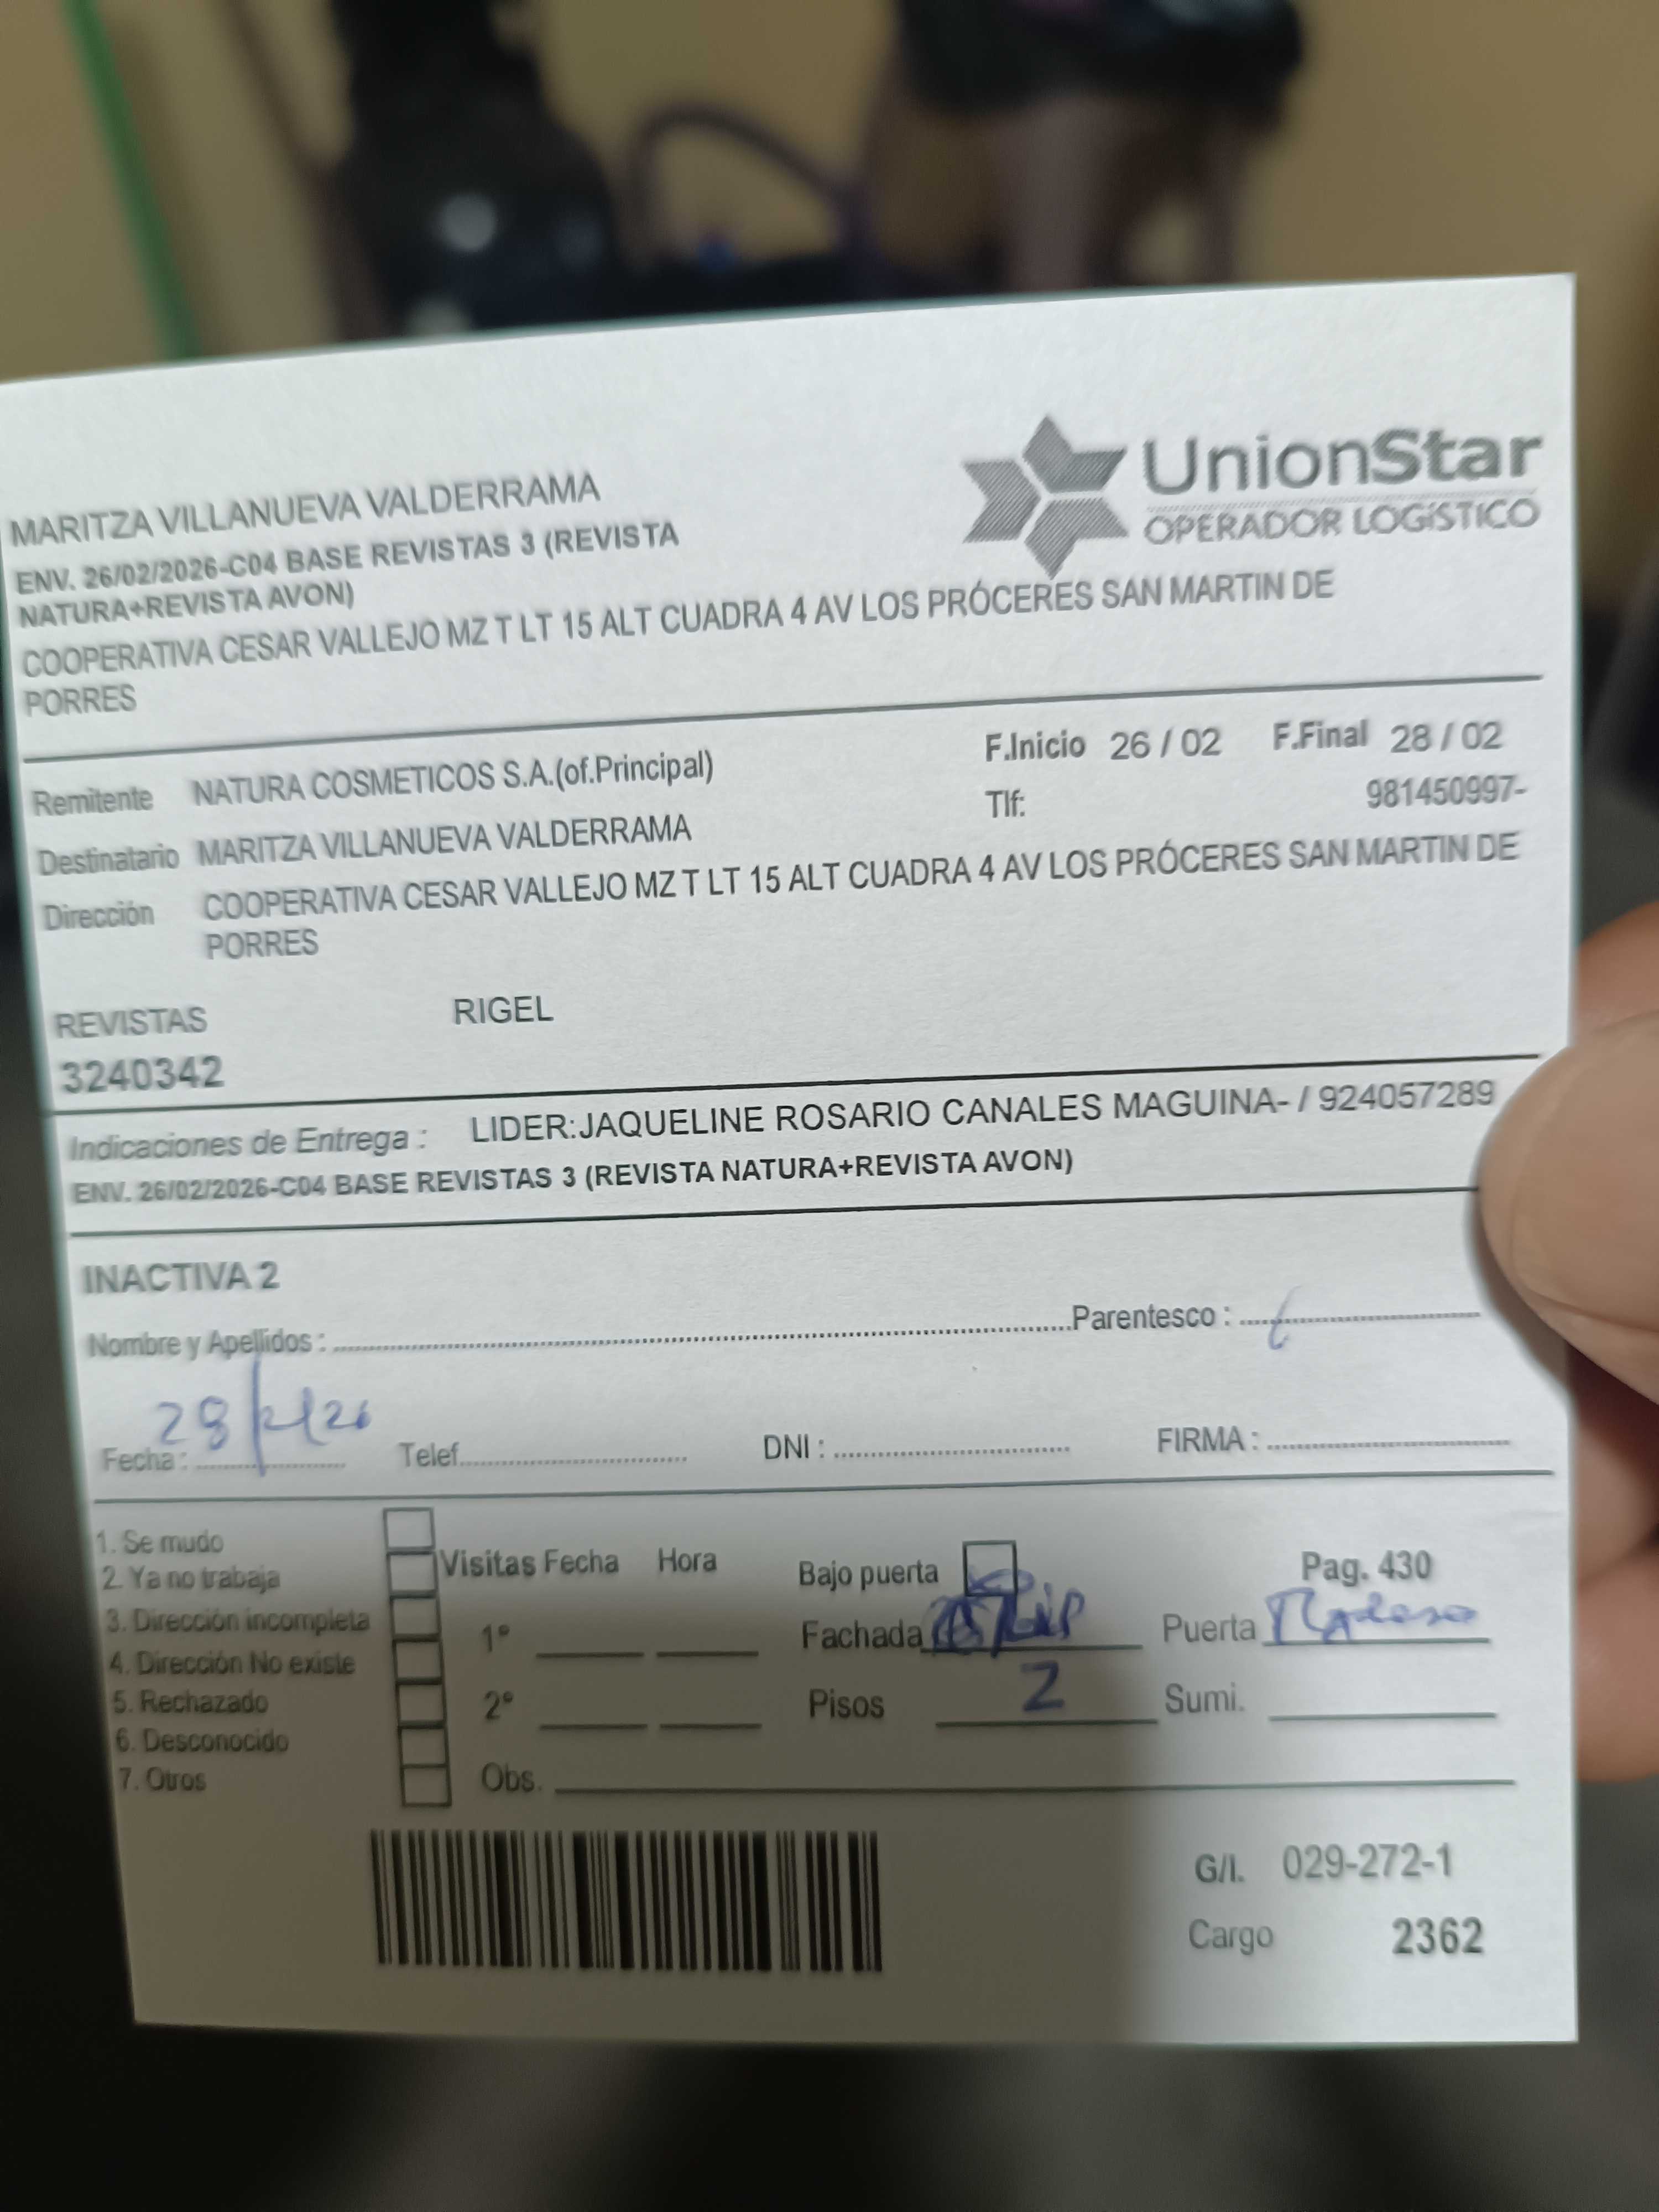 UnionStar
OPERADOR LOGíSTICO
MARITZA VILLANUEVA VALDERRAMA
ENV. 26/02/2026-C04 BASE REVISTAS 3 (REVISTA
NATURA+REVISTA AVON)
COOPERATIVA CESAR VALLEJO MZ T LT 15 ALT CUADRA 4 AV LOS PRÓCERES SAN MARTIN DE
PORRES
Remitente NATURA COSMETICOS S.A.(of.Principal) F.Inicio 26 / 02 F.Final 28 / 02
Destinatario MARITZA VILLANUEVA VALDERRAMA Tlf: 981450997-
Dirección COOPERATIVA CESAR VALLEJO MZ T LT 15 ALT CUADRA 4 AV LOS PRÓCERES SAN MARTIN DE
PORRES
REVISTAS RIGEL
3240342
Indicaciones de Entrega : LIDER:JAQUELINE ROSARIO CANALES MAGUINA- / 924057289
ENV. 26/02/2026-C04 BASE REVISTAS 3 (REVISTA NATURA+REVISTA AVON)
INACTIVA 2
Nombre y Apellidos : Parentesco :
Fecha : 28/2/26 Telef. DNI : FIRMA :
1. Se mudo
2. Ya no trabaja
3. Dirección incompleta
4. Dirección No existe
5. Rechazado
6. Desconocido
7. Otros
Visitas Fecha Hora Bajo puerta Pag. 430
1º Fachada Puerta
2º Pisos 2 Sumi.
Obs.
G/I. 029-272-1
Cargo 2362